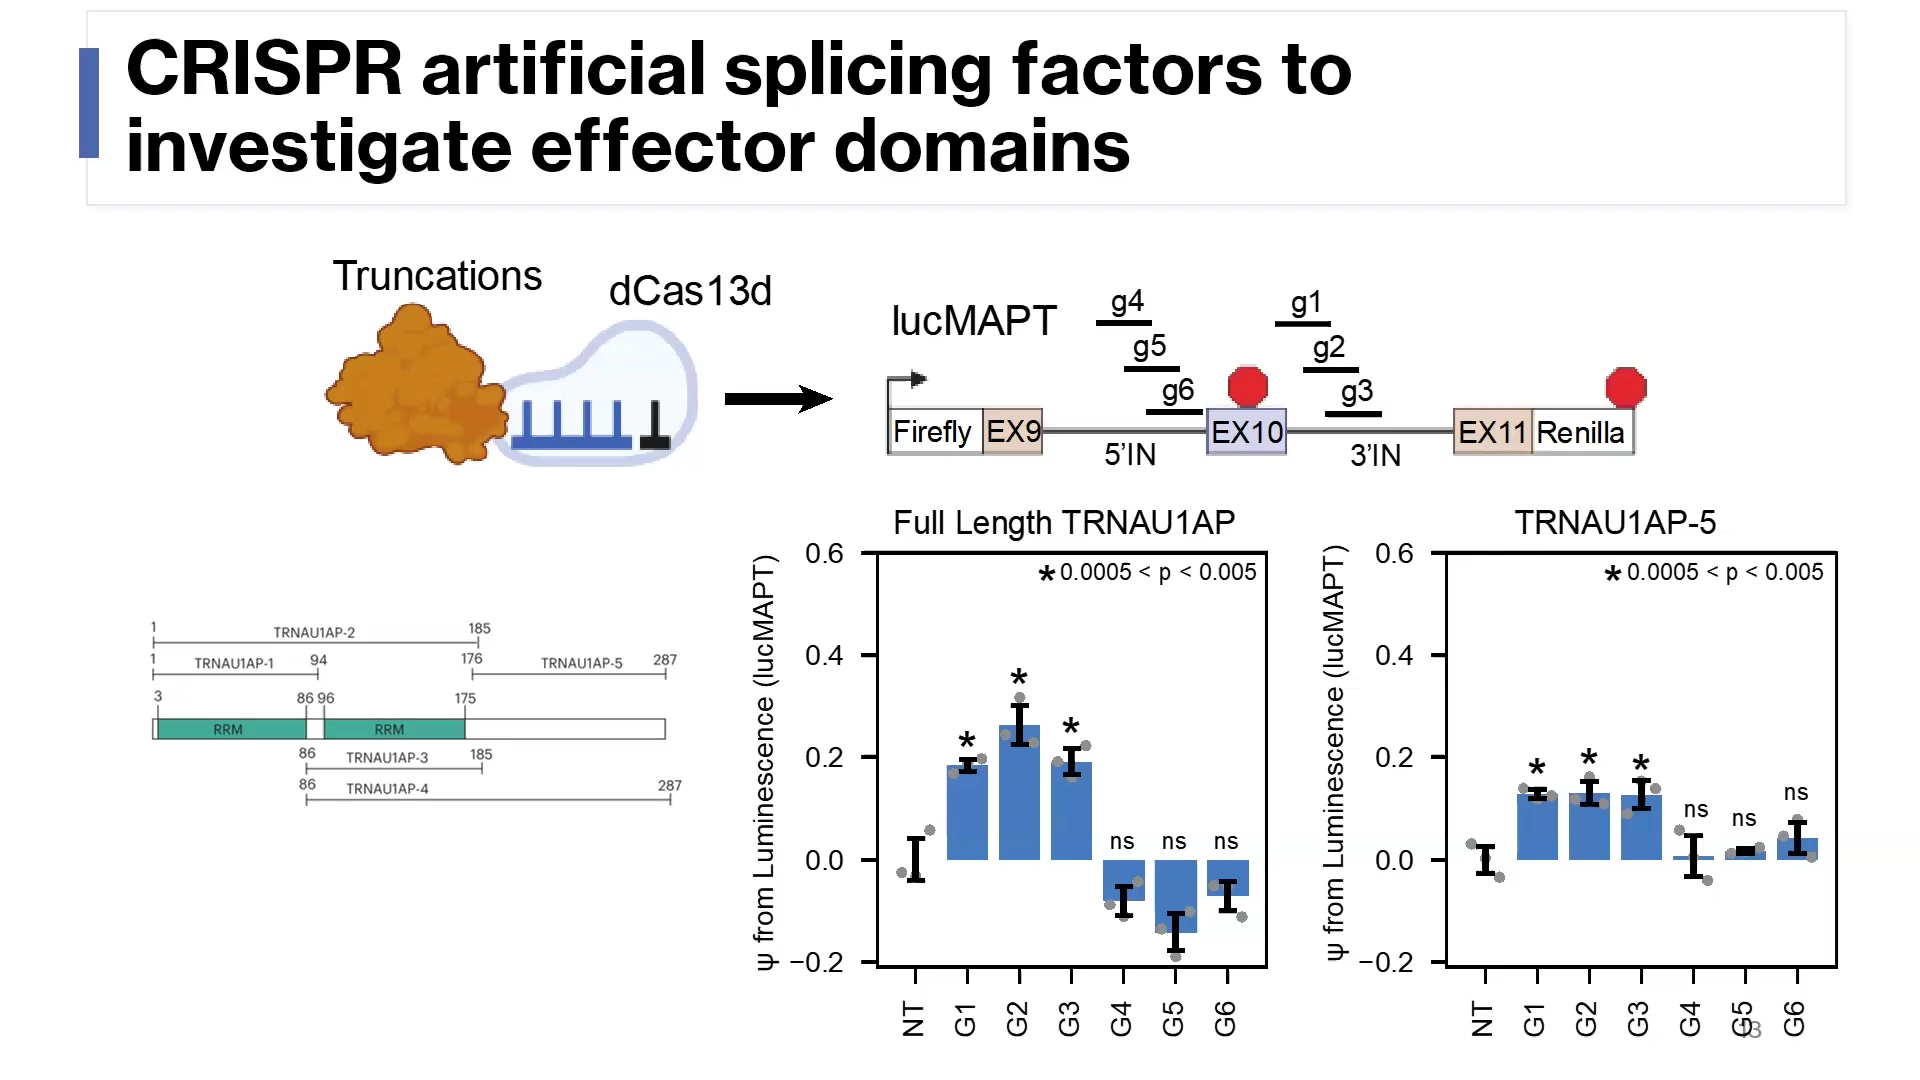 CRISPR artificial splicing factors to
investigate effector domains
Truncations
dCas13d
lucMAPT
g4
g5
g6
g1
g2
g3
Firefly
EX9
5’IN
EX10
3’IN
EX11
Renilla
1
TRNAU1AP-2
185
1
TRNAU1AP-1
94
176
TRNAU1AP-5
287
3
86
96
175
RRM
RRM
86
TRNAU1AP-3
185
86
TRNAU1AP-4
287
Full Length TRNAU1AP
* 0.0005 < p < 0.005
ψ from Luminescence (lucMAPT)
0.6
0.4
0.2
0.0
−0.2
*
*
*
ns
ns
ns
NT
G1
G2
G3
G4
G5
G6
TRNAU1AP-5
* 0.0005 < p < 0.005
ψ from Luminescence (lucMAPT)
0.6
0.4
0.2
0.0
−0.2
*
*
*
ns
ns
ns
NT
G1
G2
G3
G4
G5
G6
13